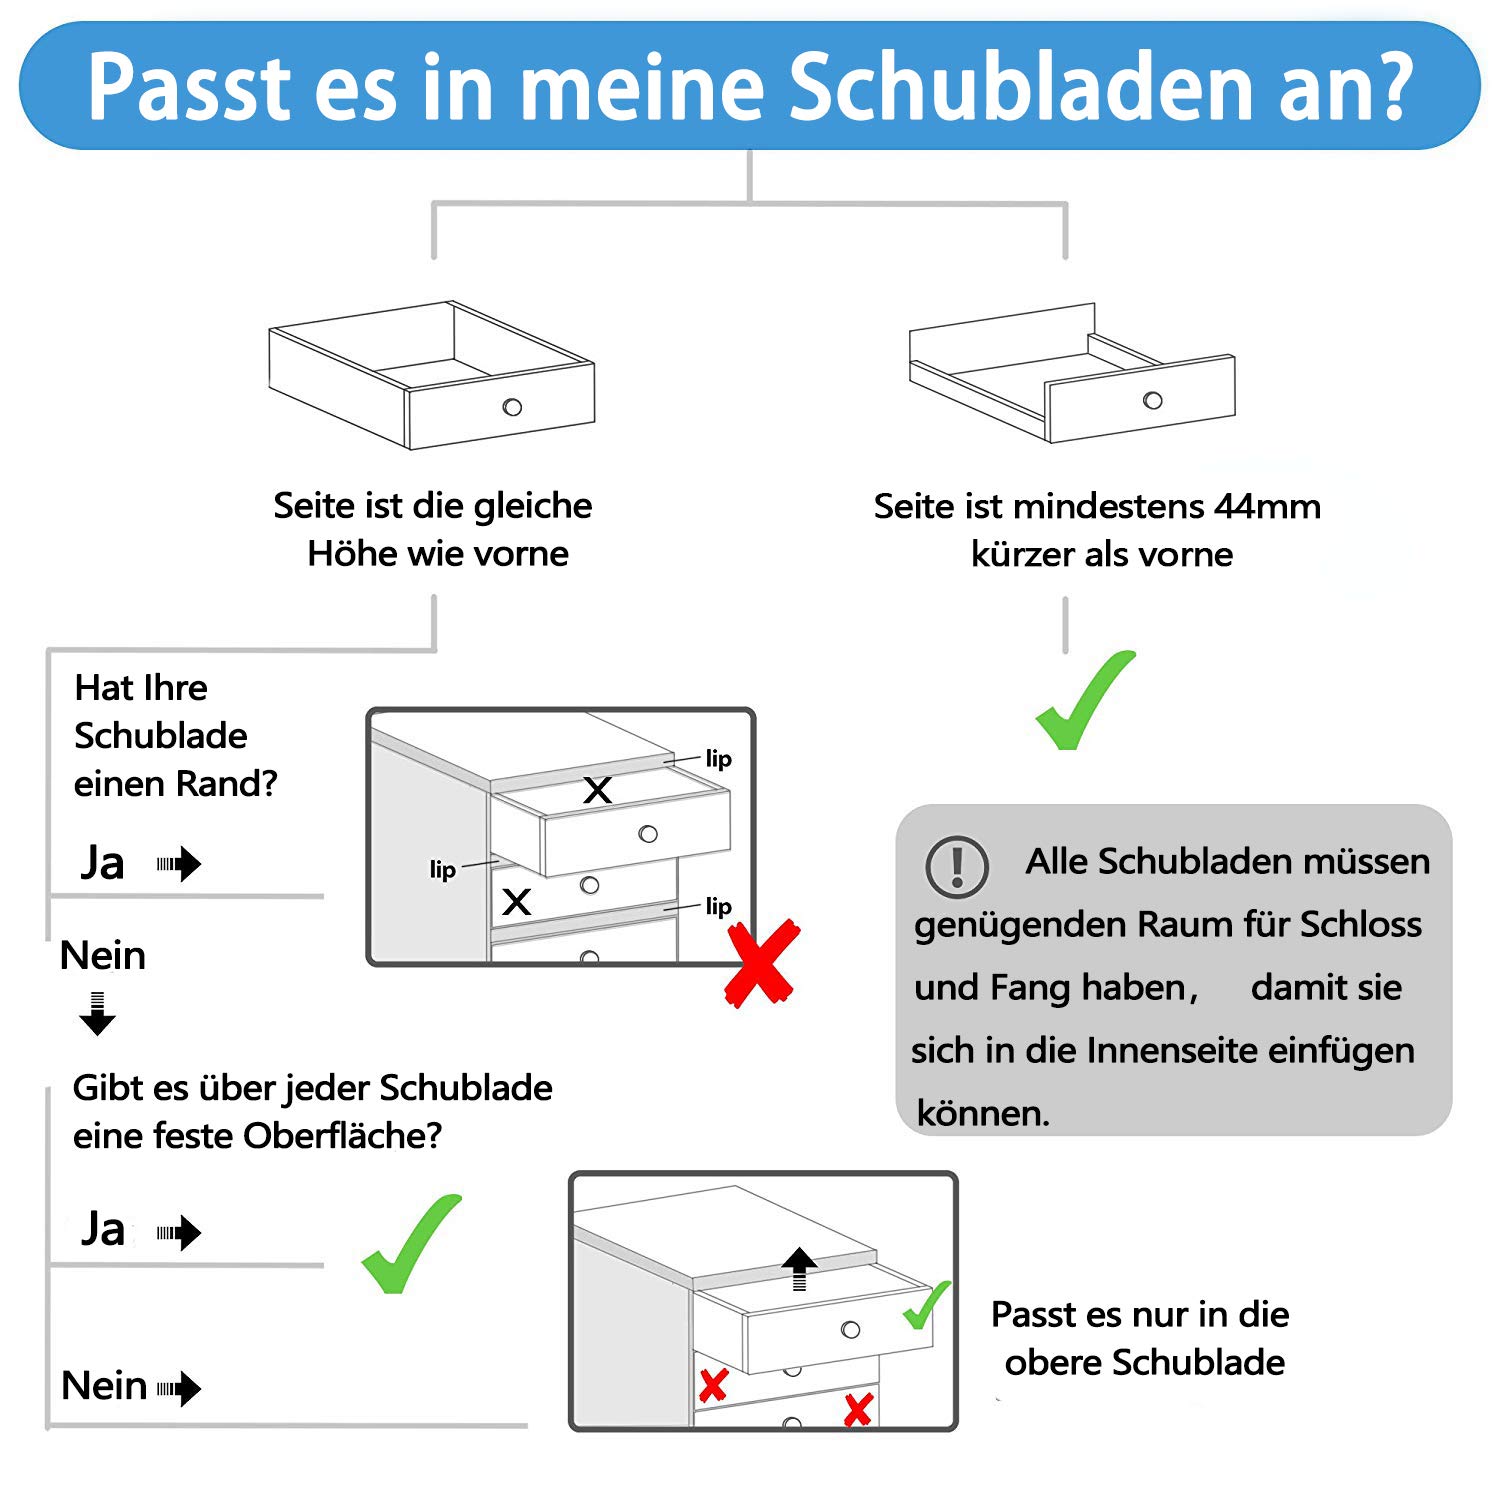 Passt es in meine Schubladen an?
Seite ist die gleiche
Höhe wie vorne
Seite ist mindestens 44mm
kürzer als vorne
Hat Ihre
Schublade
einen Rand?
Ja
lip
X
lip
X
lip
Nein
Alle Schubladen müssen
genügenden Raum für Schloss
und Fang haben, damit sie
sich in die Innenseite einfügen
können.
Gibt es über jeder Schublade
eine feste Oberfläche?
Ja
Nein
Passt es nur in die
obere Schublade